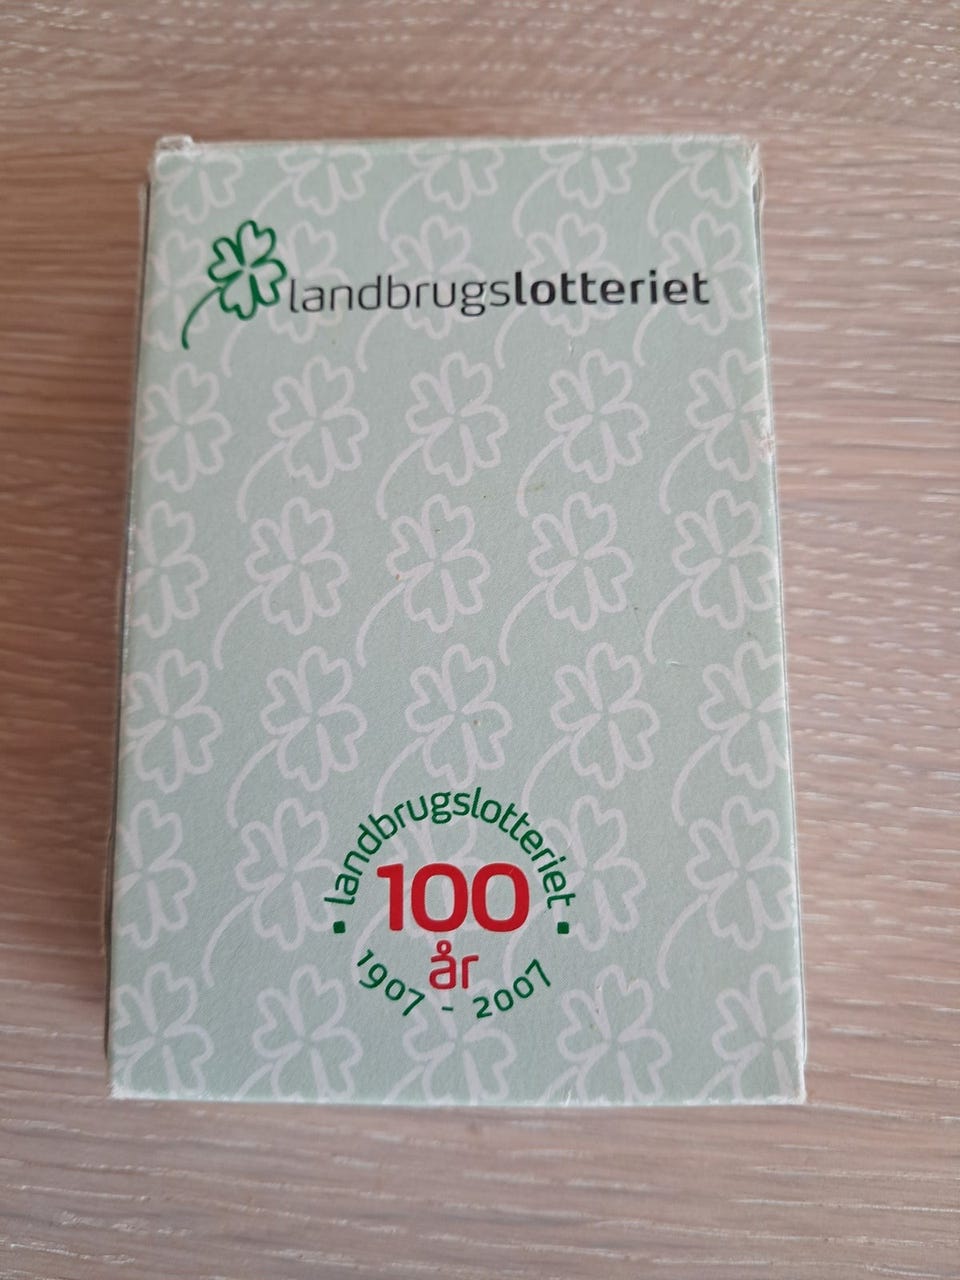 landbrugslotteriet
landbrugslotteriet
100
år
1907 - 2007